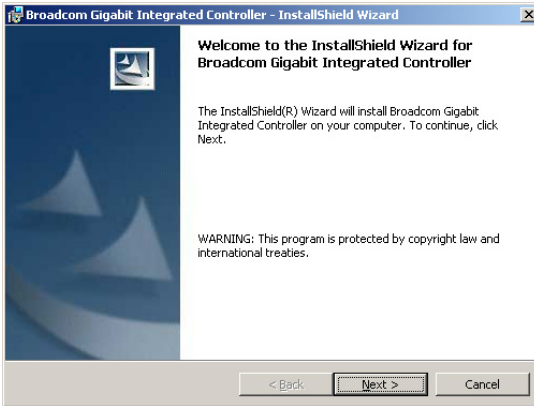 Broadcom Gigabit Integrated Controller - InstallShield Wizard
Welcome to the InstallShield Wizard for
Broadcom Gigabit Integrated Controller
The InstallShield(R) Wizard will install Broadcom Gigabit
Integrated Controller on your computer. To continue, click
Next.
WARNING: This program is protected by copyright law and
international treaties.
< Back
Next >
Cancel